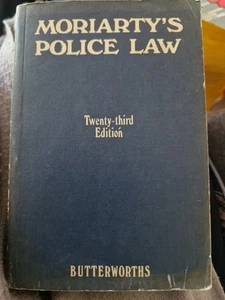 MORIARTY'S
POLICE LAW
Twenty-third
Edition
BUTTERWORTHS